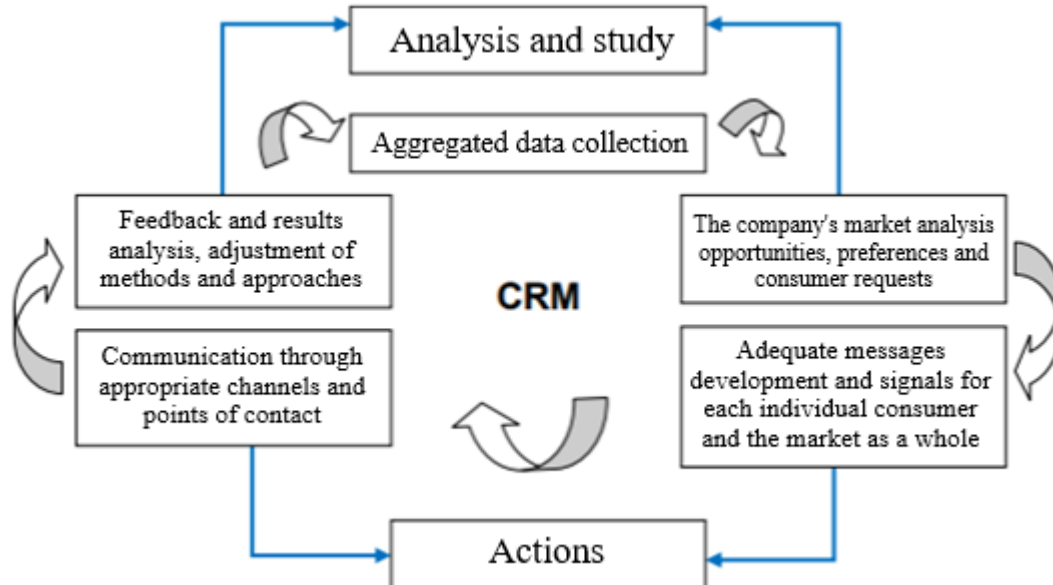 Analysis and study
Aggregated data collection
Feedback and results
analysis, adjustment of
methods and approaches
The company's market analysis
opportunities, preferences and
consumer requests
CRM
Communication through
appropriate channels and
points of contact
Adequate messages
development and signals for
each individual consumer
and the market as a whole
Actions